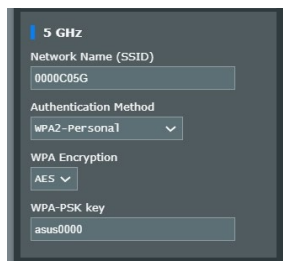 5 GHz
Network Name (SSID)
0000C05G
Authentication Method
WPA2-Personal
WPA Encryption
AES
WPA-PSK key
asus0000